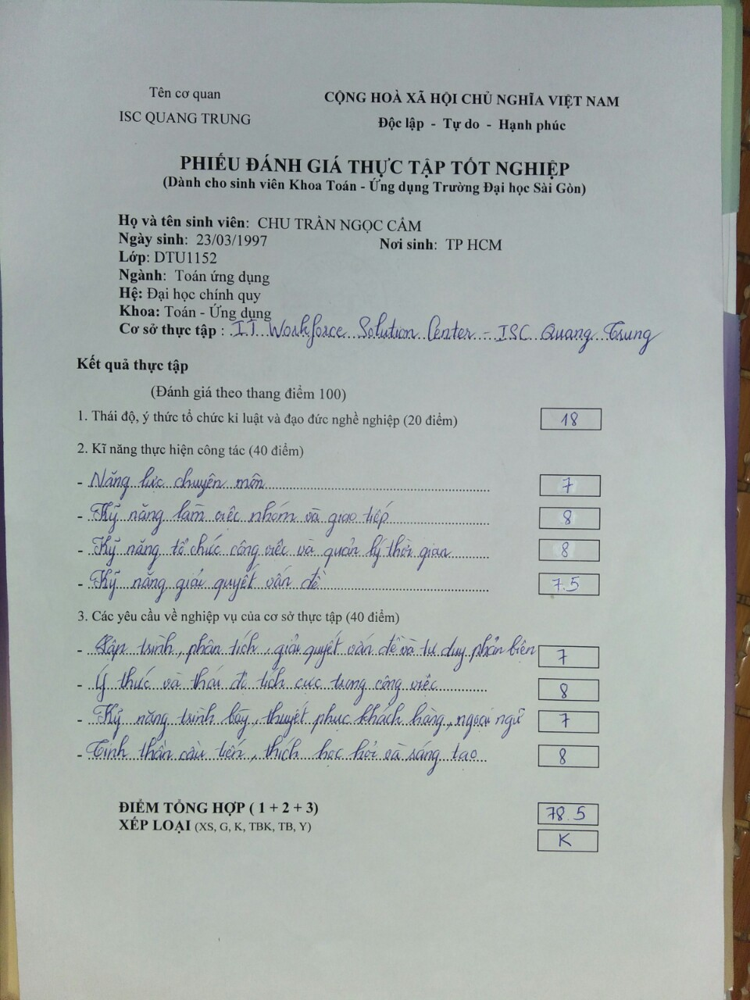 Tên cơ quan
CỘNG HOÀ XÃ HỘI CHỦ NGHĨA VIỆT NAM
ISC QUANG TRUNG
Độc lập - Tự do - Hạnh phúc
PHIẾU ĐÁNH GIÁ THỰC TẬP TỐT NGHIỆP
(Dành cho sinh viên Khoa Toán - Ứng dụng Trường Đại học Sài Gòn)
Họ và tên sinh viên: CHU TRẦN NGỌC CẦM
Ngày sinh: 23/03/1997 Nơi sinh: TP HCM
Lớp: DTU1152
Ngành: Toán ứng dụng
Hệ: Đại học chính quy
Khoa: Toán - Ứng dụng
Cơ sở thực tập : IT Workforce Solution Center - ISC Quang Trung
Kết quả thực tập
(Đánh giá theo thang điểm 100)
1. Thái độ, ý thức tổ chức kỉ luật và đạo đức nghề nghiệp (20 điểm) 18
2. Kĩ năng thực hiện công tác (40 điểm)
- Năng lực chuyên môn 7
- Kỹ năng làm việc nhóm và giao tiếp 8
- Kỹ năng tổ chức công việc và quản lý thời gian 8
- Kỹ năng giải quyết vấn đề 7.5
3. Các yêu cầu về nghiệp vụ của cơ sở thực tập (40 điểm)
- Lập trình, phân tích, giải quyết vấn đề và tư duy phản biện 7
- Ý thức và thái độ tích cực trong công việc 8
- Kỹ năng trình bày, thuyết phục khách hàng, ngoại ngữ 7
- Tinh thần cầu tiến, thích học hỏi và sáng tạo 8
ĐIỂM TỔNG HỢP ( 1 + 2 + 3) 78.5
XẾP LOẠI (XS, G, K, TBK, TB, Y) K